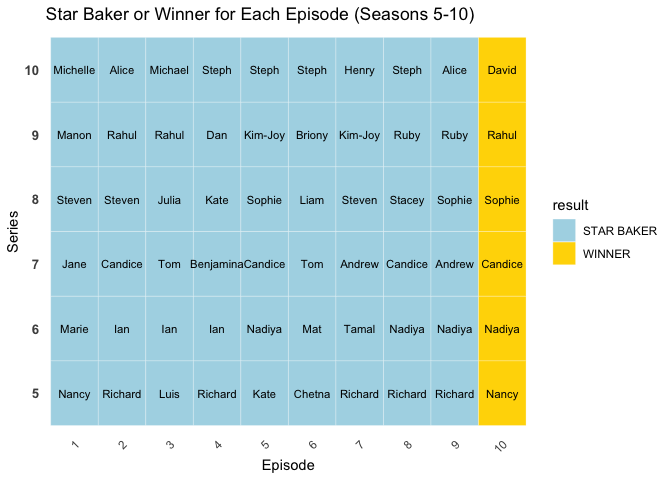 Star Baker or Winner for Each Episode (Seasons 5-10)
10 Michelle Alice Michael Steph Steph Steph Henry Steph Alice David
9 Manon Rahul Rahul Dan Kim-Joy Briony Kim-Joy Ruby Ruby Rahul
8 Steven Steven Julia Kate Sophie Liam Steven Stacey Sophie Sophie
7 Jane Candice Tom Benjamina Candice Tom Andrew Candice Andrew Candice
6 Marie Ian Ian Ian Nadiya Mat Tamal Nadiya Nadiya Nadiya
5 Nancy Richard Luis Richard Kate Chetna Richard Richard Richard Nancy
1 2 3 4 5 6 7 8 9 10
Episode
Series
result
STAR BAKER
WINNER